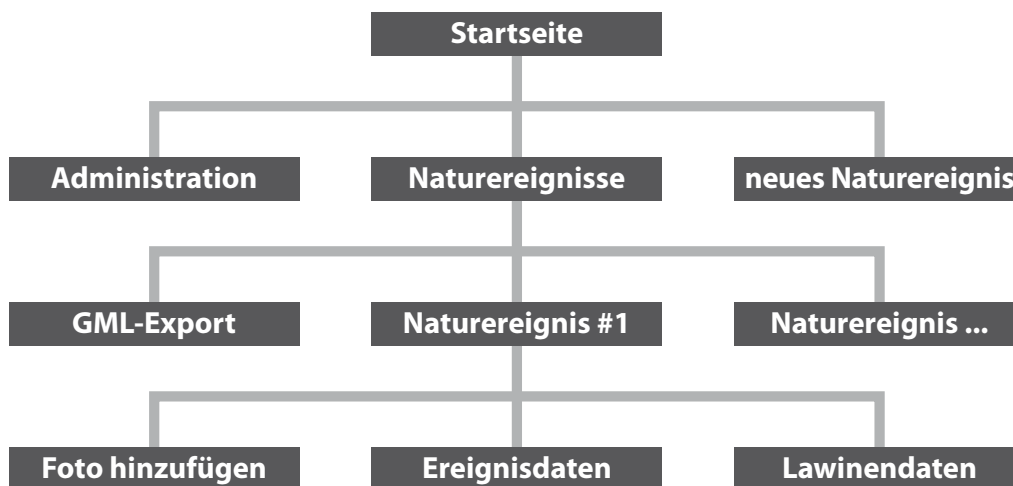 Startseite
Administration
Naturereignisse
neues Naturereignis
GML-Export
Naturereignis #1
Naturereignis ...
Foto hinzufügen
Ereignisdaten
Lawinendaten